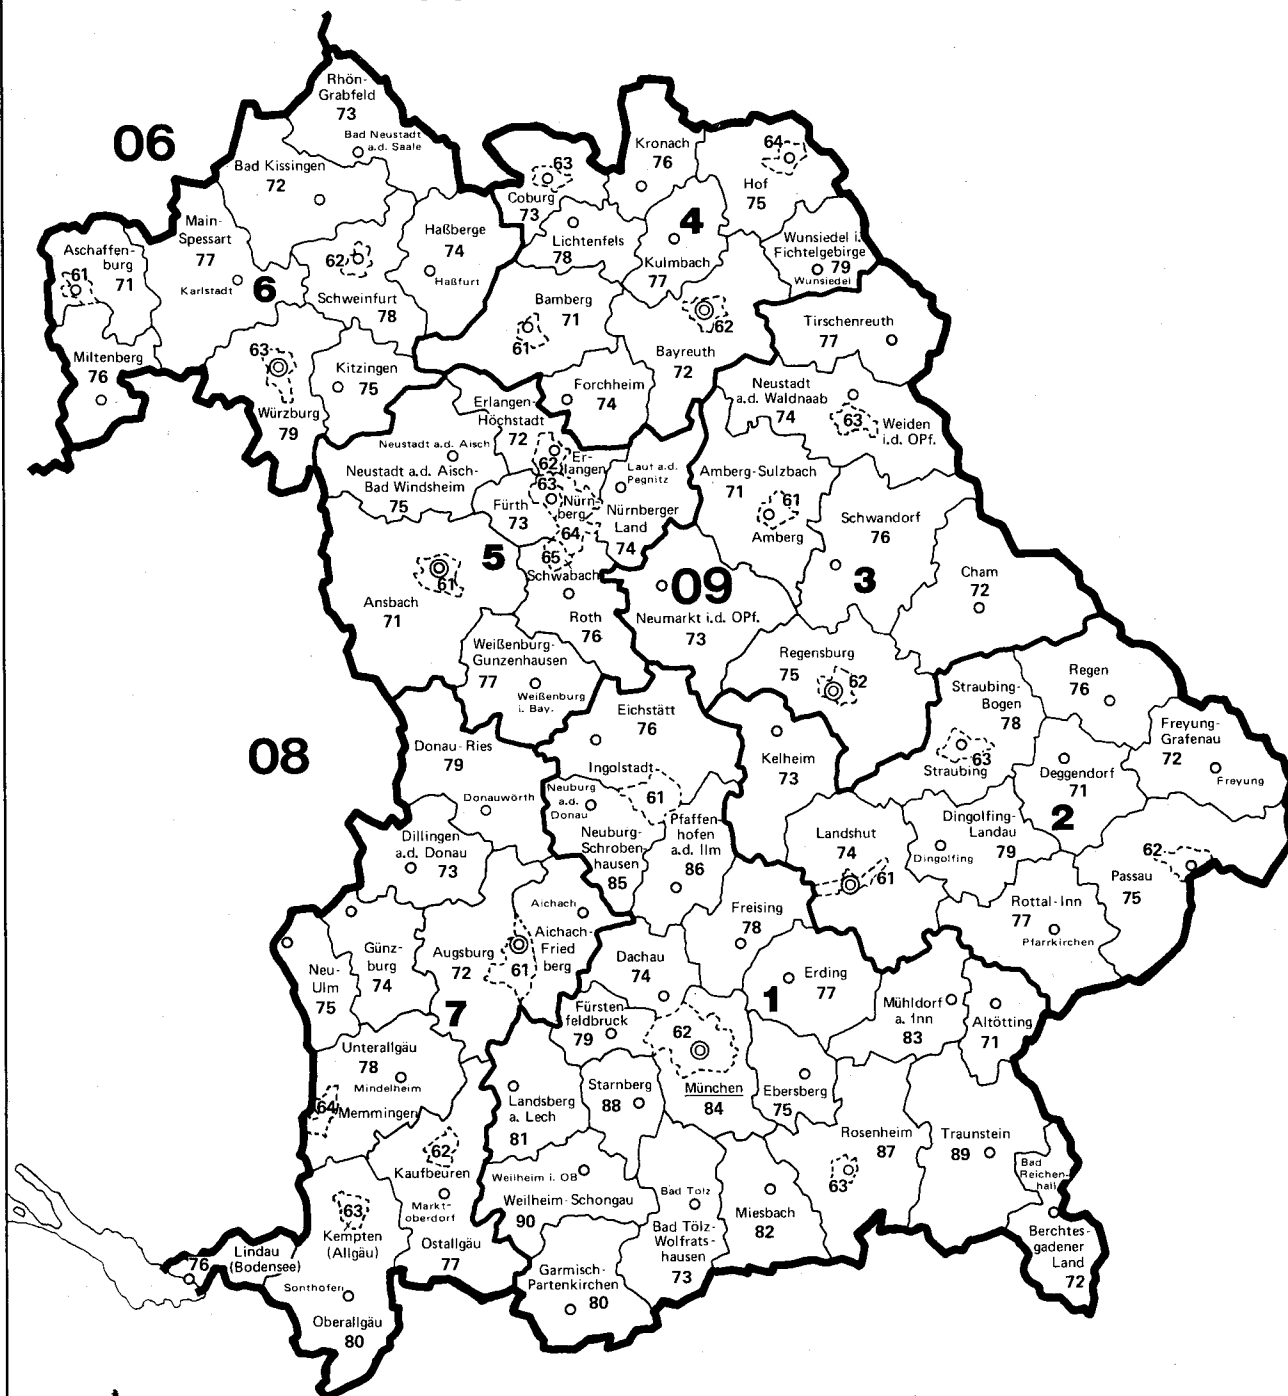 06
Rhön-
Grabfeld
73
Bad Neustadt
a.d. Saale
Bad Kissingen
72
Main-
Spessart
77
Karlstadt
6
Aschaffen-
burg
61
71
Miltenberg
76
62
Schweinfurt
78
Haßberge
74
Haßfurt
63
Würzburg
79
Kitzingen
75
63
Coburg
73
Kronach
76
64
Hof
75
4
Lichtenfels
78
Kulmbach
77
Wunsiedel i.
Fichtelgebirge
79
Wunsiedel
Bamberg
71
61
62
Bayreuth
72
Forchheim
74
Tirschenreuth
77
Neustadt
a.d. Waldnaab
74
63
Weiden
i.d. OPf.
Erlangen-
Höchstadt
72
Neustadt a.d. Aisch
Neustadt a.d. Aisch-
Bad Windsheim
75
62
Er-
langen
63
Fürth
73
Nürn-
berg
64
65
Schwabach
Lauf a.d.
Pegnitz
Nürnberger
Land
74
5
61
Ansbach
71
Roth
76
Weißenburg-
Gunzenhausen
77
Weißenburg
i. Bay.
Amberg-Sulzbach
71
61
Amberg
Schwandorf
76
3
Cham
72
09
Neumarkt i.d. OPf.
73
Regensburg
75
62
08
Donau-Ries
79
Donauwörth
Eichstätt
76
Ingolstadt
61
Neuburg
a.d.
Donau
Neuburg-
Schroben
hausen
85
Pfaffen-
hofen
a.d. Ilm
86
Kelheim
73
Straubing-
Bogen
78
63
Straubing
Regen
76
Freyung-
Grafenau
72
Freyung
Deggendorf
71
2
Landshut
74
61
Dingolfing-
Landau
79
Dingolfing
Rottal-Inn
77
Pfarrkirchen
62
Passau
75
Dillingen
a.d. Donau
73
Günz-
burg
74
Neu-
Ulm
75
Augsburg
72
61
Aichach
Aichach-
Fried
berg
7
Unterallgäu
78
Mindelheim
64
Memmingen
62
Kaufbeuren
Markt-
oberdorf
Ostallgäu
77
63
Kempten
(Allgäu)
Lindau
(Bodensee)
76
Sonthofen
Oberallgäu
80
Freising
78
Dachau
74
Fürsten
feldbruck
79
1
Erding
77
62
München
84
Ebersberg
75
Mühldorf
a. Inn
83
Altötting
71
Landsberg
a. Lech
81
Starnberg
88
Weilheim i. OB
Weilheim-Schongau
90
Bad Tölz
Bad Tölz-
Wolfrats-
hausen
73
Miesbach
82
Rosenheim
87
63
Traunstein
89
Bad
Reichen-
hall
Berchtes-
gadener
Land
72
Garmisch-
Partenkirchen
80